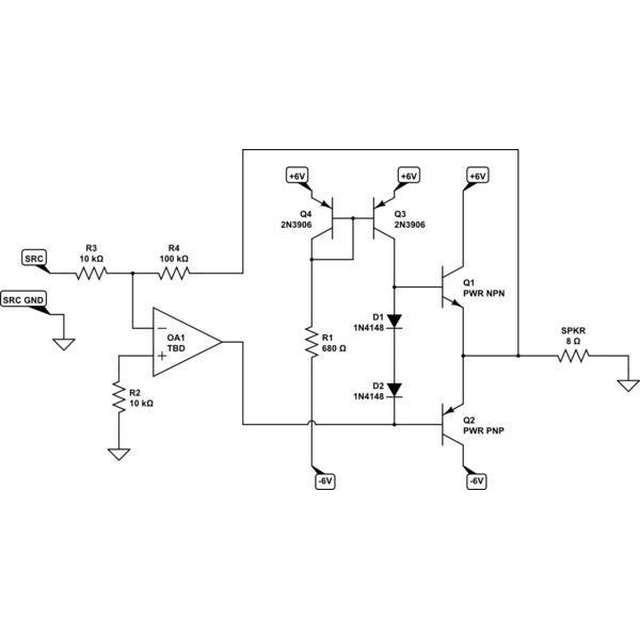 +6V
+6V
+6V
Q4
2N3906
Q3
2N3906
SRC
R3
10 kΩ
R4
100 kΩ
SRC GND
Q1
PWR NPN
D1
1N4148
OA1
TBD
R1
680 Ω
SPKR
8 Ω
R2
10 kΩ
D2
1N4148
Q2
PWR PNP
-6V
-6V